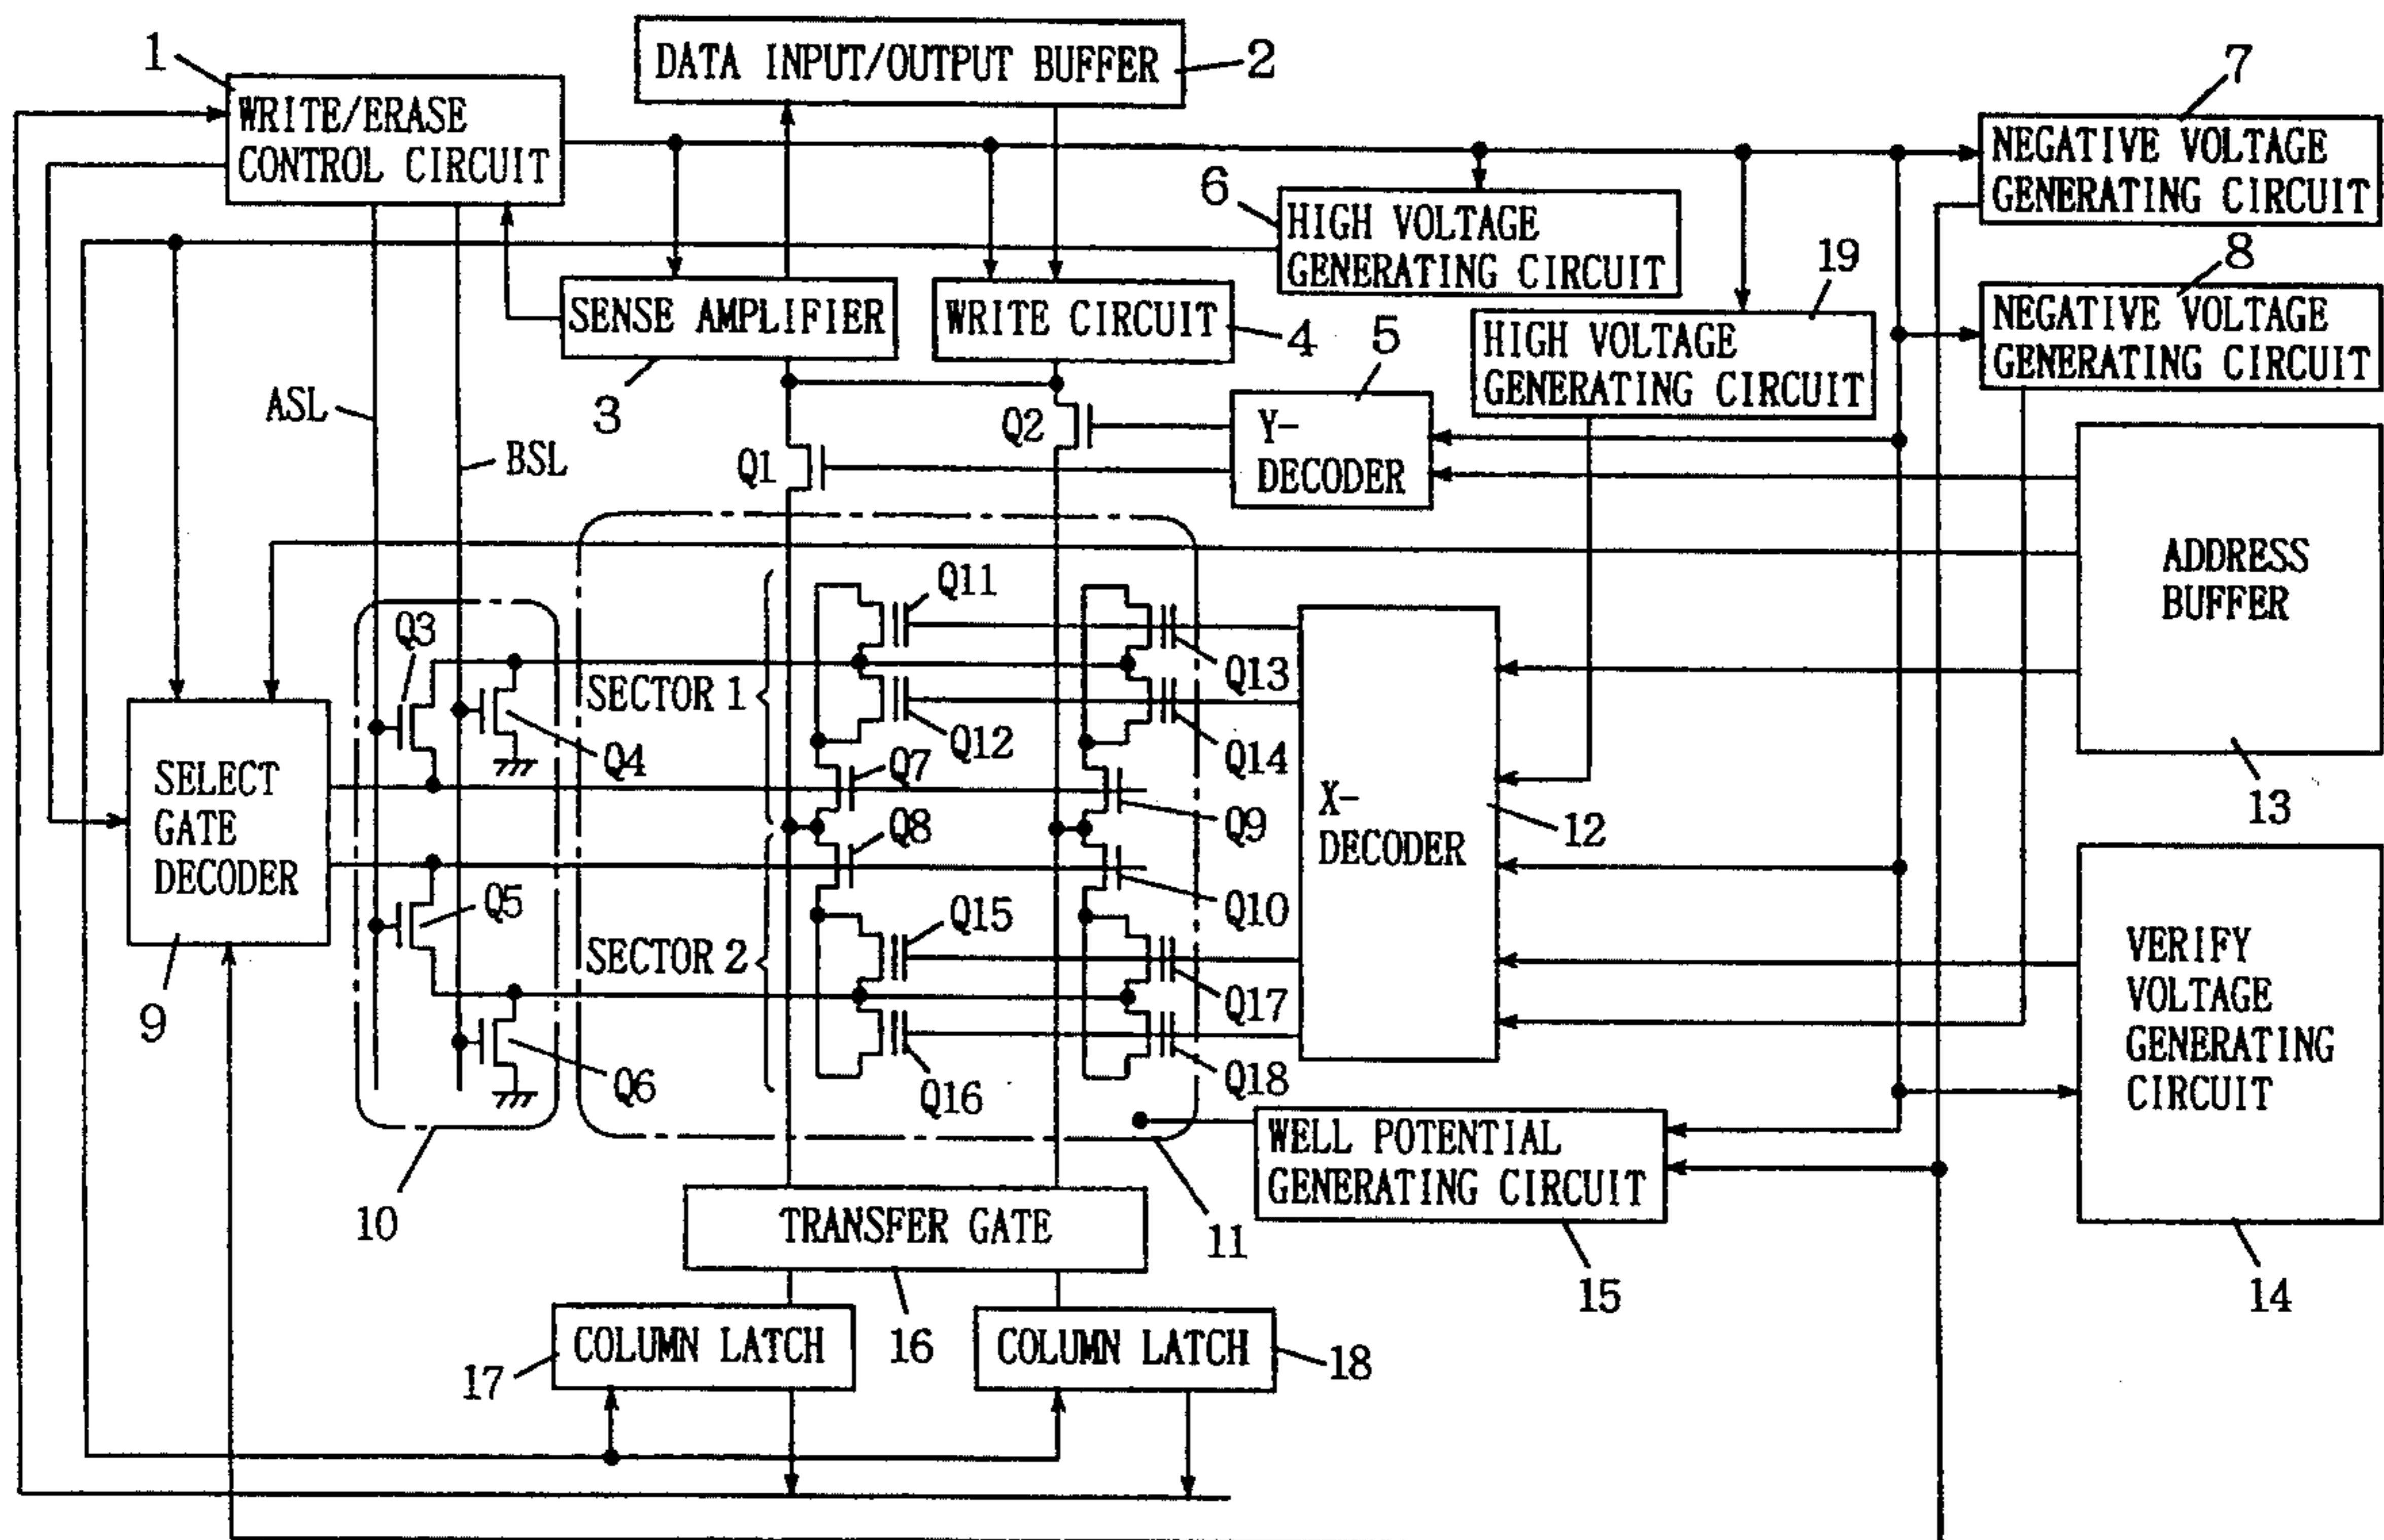 1
WRITE/ERASE
CONTROL CIRCUIT
DATA INPUT/OUTPUT BUFFER
2
7
NEGATIVE VOLTAGE
GENERATING CIRCUIT
6
HIGH VOLTAGE
GENERATING CIRCUIT
19
8
NEGATIVE VOLTAGE
GENERATING CIRCUIT
SENSE AMPLIFIER
3
WRITE CIRCUIT
4
5
HIGH VOLTAGE
GENERATING CIRCUIT
ASL
BSL
Q1
Q2
Y-
DECODER
ADDRESS
BUFFER
13
Q11
Q3
Q13
SECTOR 1
Q4
Q12
Q14
Q7
SELECT
GATE
DECODER
9
Q8
Q9
X-
DECODER
12
Q5
Q15
Q10
SECTOR 2
Q17
Q6
Q16
Q18
VERIFY
VOLTAGE
GENERATING
CIRCUIT
14
10
11
WELL POTENTIAL
GENERATING CIRCUIT
15
TRANSFER GATE
16
COLUMN LATCH
17
COLUMN LATCH
18